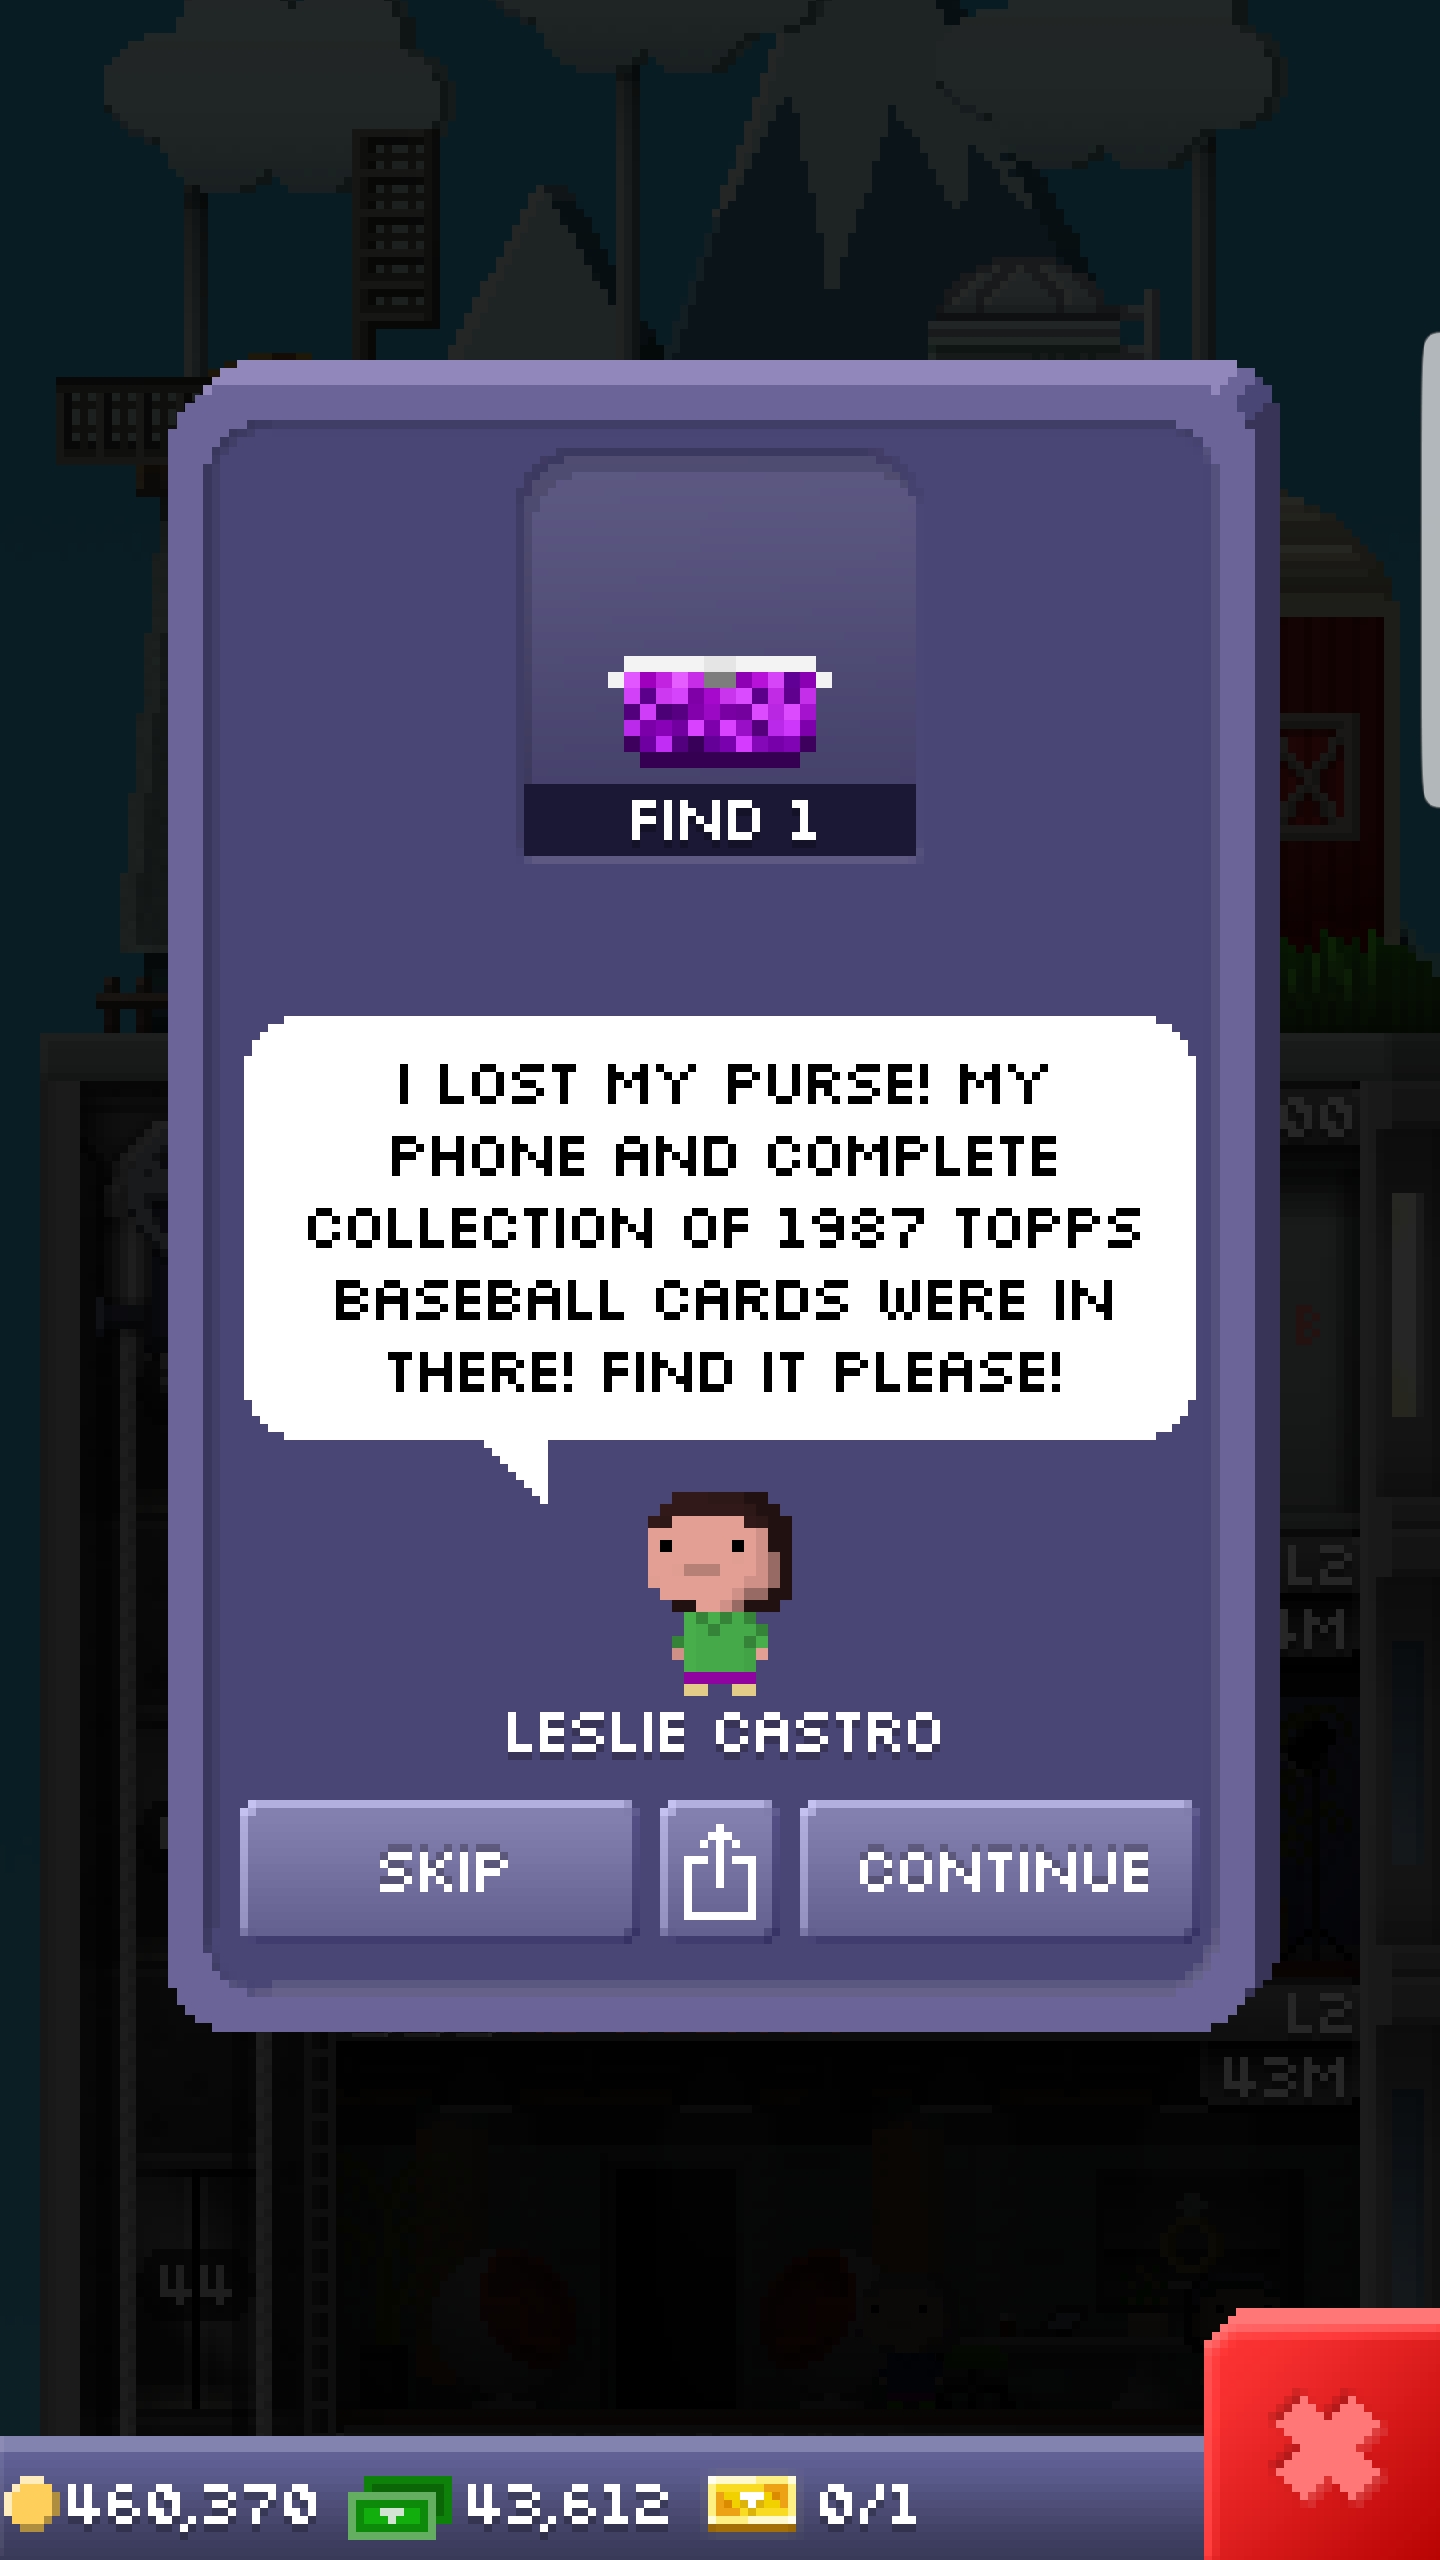 FIND 1
I LOST MY PURSE! MY
PHONE AND COMPLETE
COLLECTION OF 1987 TOPPS
BASEBALL CARDS WERE IN
THERE! FIND IT PLEASE!
LESLIE CASTRO
SKIP
CONTINUE
L2
L2
43M
44
460,370 43,612 0/1